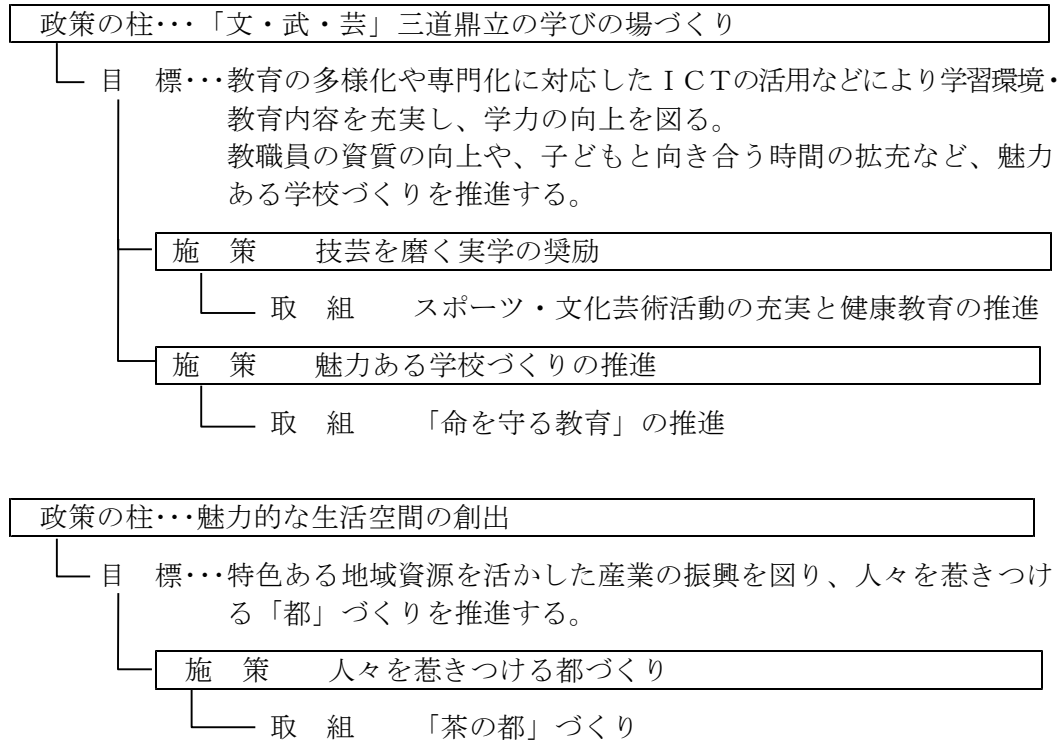 政策の柱･･･「文・武・芸」三道鼎立の学びの場づくり
目　標･･･教育の多様化や専門化に対応したＩＣＴの活用などにより学習環境・
教育内容を充実し、学力の向上を図る。
教職員の資質の向上や、子どもと向き合う時間の拡充など、魅力
ある学校づくりを推進する。
施　策　　技芸を磨く実学の奨励
取　組　　スポーツ・文化芸術活動の充実と健康教育の推進
施　策　　魅力ある学校づくりの推進
取　組　　「命を守る教育」の推進
政策の柱･･･魅力的な生活空間の創出
目　標･･･特色ある地域資源を活かした産業の振興を図り、人々を惹きつけ
る「都」づくりを推進する。
施　策　　人々を惹きつける都づくり
取　組　　「茶の都」づくり